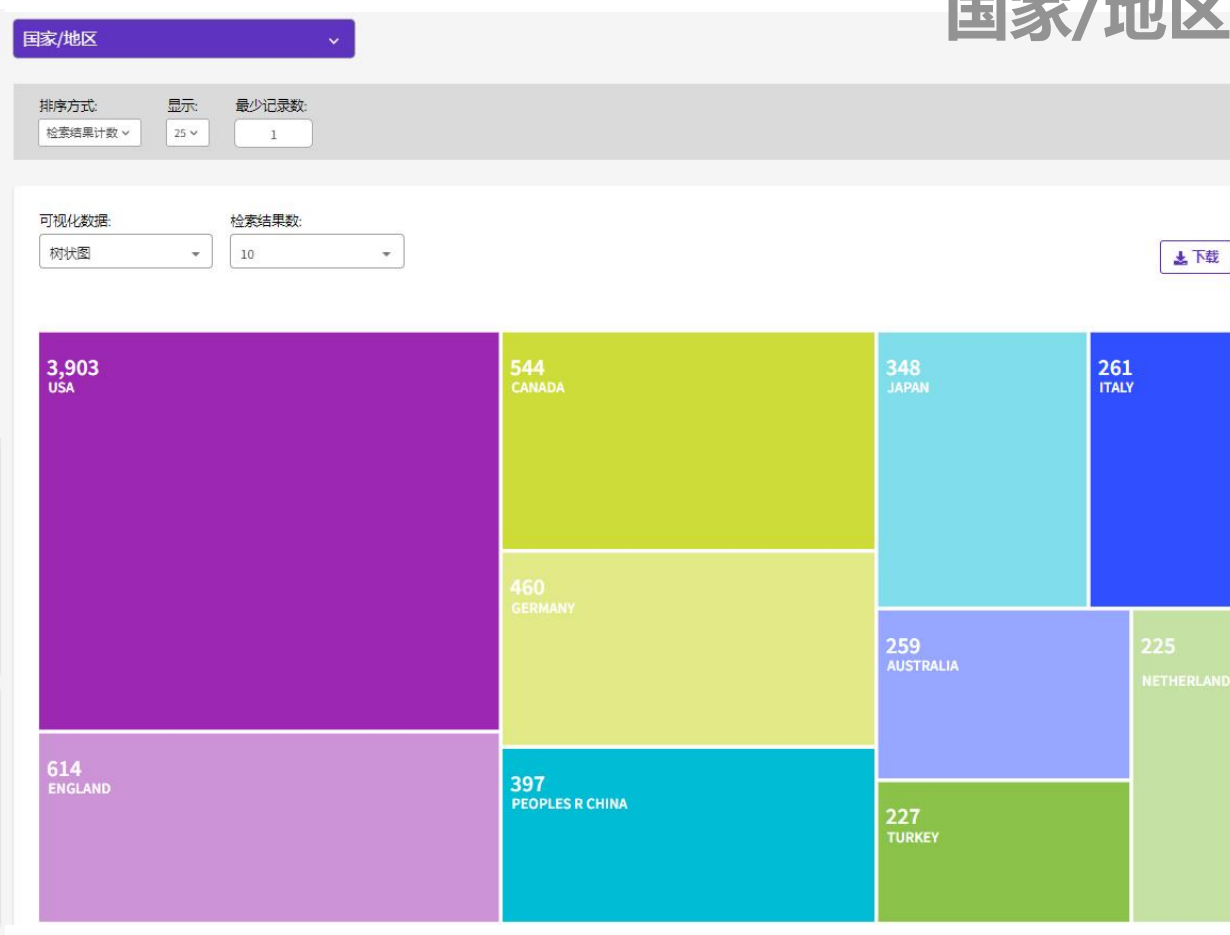 国家/地区
国家/地区
排序方式: 显示: 最少记录数:
检索结果计数 25 1
可视化数据: 检索结果数:
树状图 10
下载
3,903
USA
544
CANADA
348
JAPAN
261
ITALY
460
GERMANY
259
AUSTRALIA
225
NETHERLAND
614
ENGLAND
397
PEOPLES R CHINA
227
TURKEY